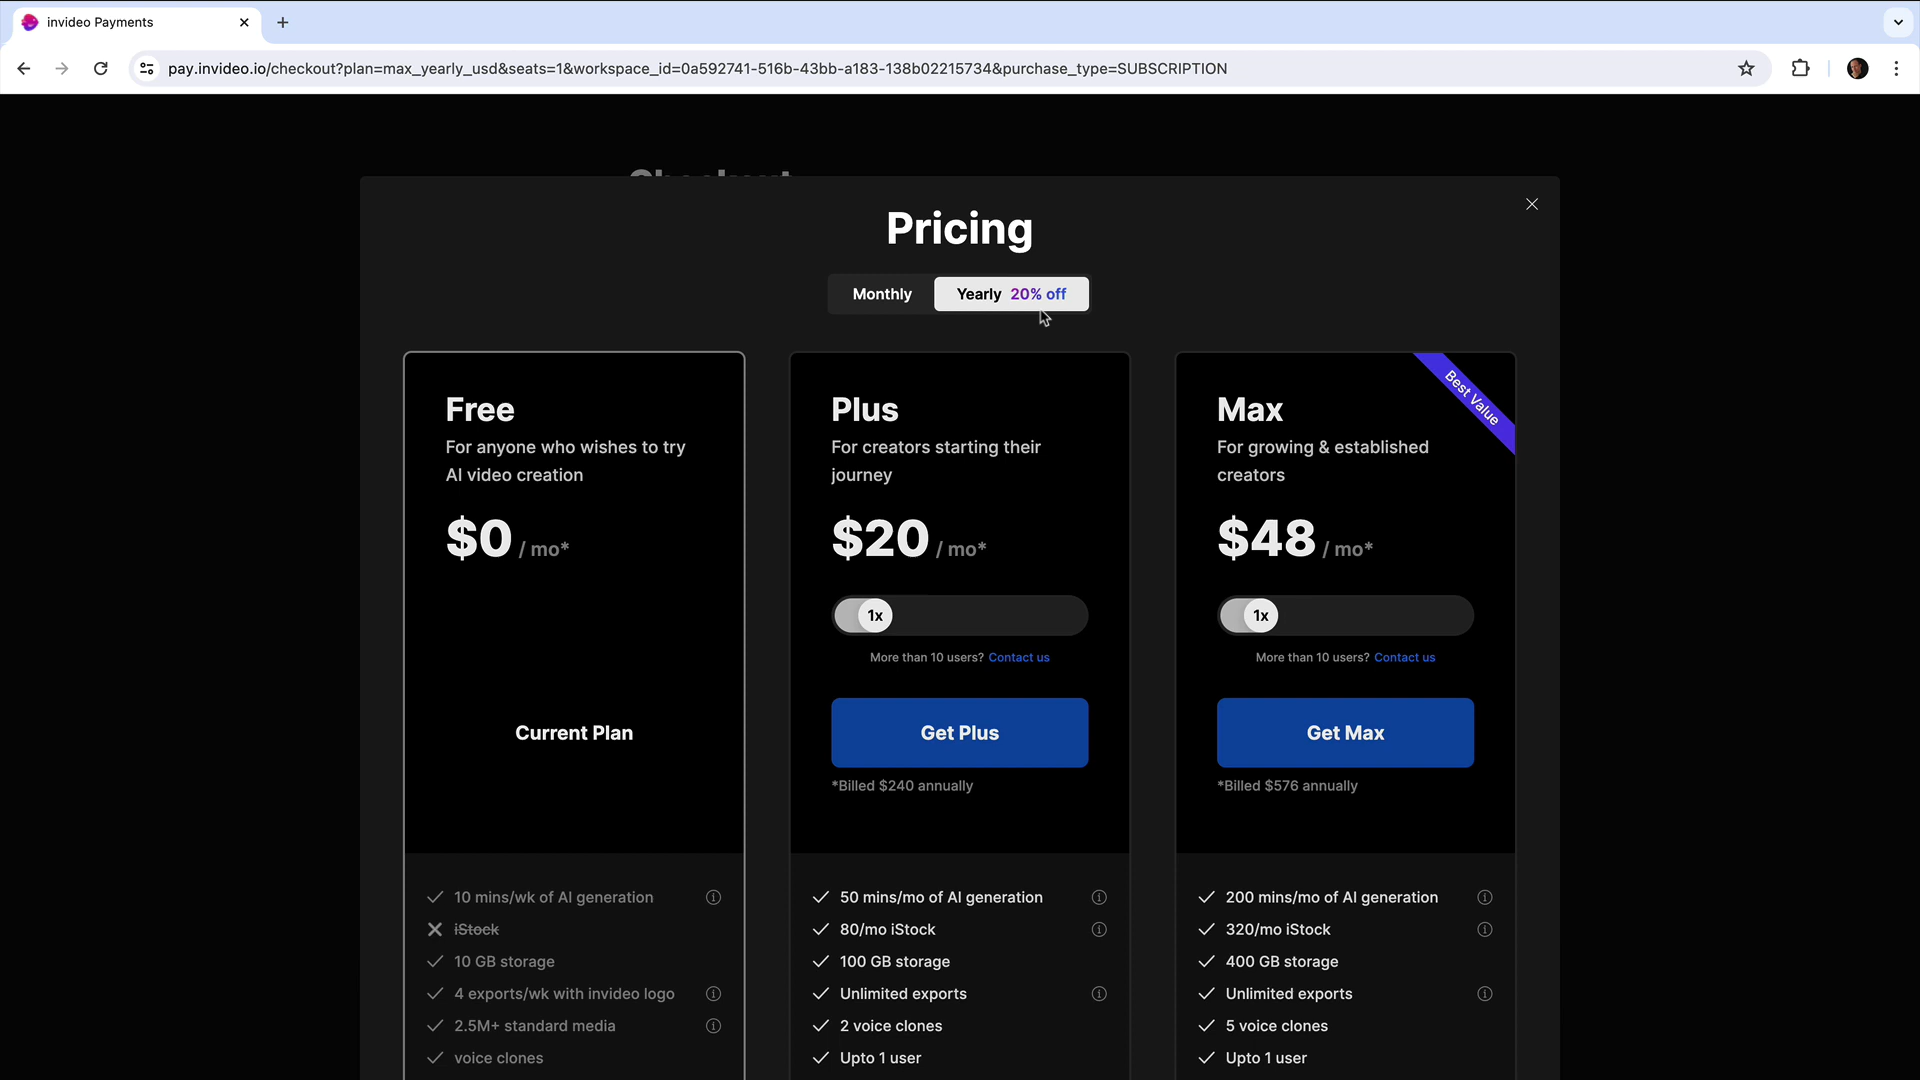 invideo Payments
pay.invideo.io/checkout?plan=max_yearly_usd&seats=1&workspace_id=0a592741-516b-43bb-a183-138b02215734&purchase_type=SUBSCRIPTION
Checkout
Pricing
Monthly
Yearly 20% off
Free
For anyone who wishes to try
AI video creation
$0 / mo*
Current Plan
10 mins/wk of AI generation
iStock
10 GB storage
4 exports/wk with invideo logo
2.5M+ standard media
voice clones
Plus
For creators starting their
journey
$20 / mo*
1x
More than 10 users? Contact us
Get Plus
*Billed $240 annually
50 mins/mo of AI generation
80/mo iStock
100 GB storage
Unlimited exports
2 voice clones
Upto 1 user
Best Value
Max
For growing & established
creators
$48 / mo*
1x
More than 10 users? Contact us
Get Max
*Billed $576 annually
200 mins/mo of AI generation
320/mo iStock
400 GB storage
Unlimited exports
5 voice clones
Upto 1 user